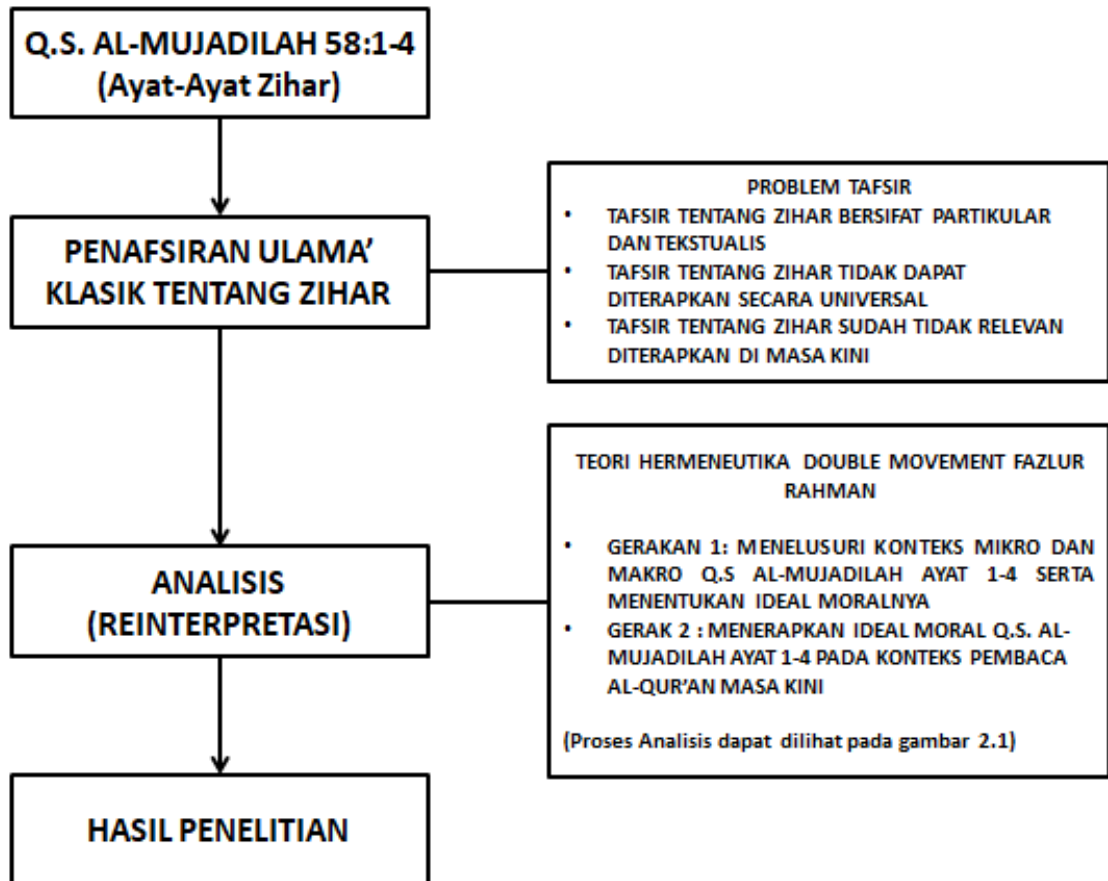 Q.S. AL-MUJADILAH 58:1-4
(Ayat-Ayat Zihar)
PENAFSIRAN ULAMA’
KLASIK TENTANG ZIHAR
PROBLEM TAFSIR
• TAFSIR TENTANG ZIHAR BERSIFAT PARTIKULAR
DAN TEKSTUALIS
• TAFSIR TENTANG ZIHAR TIDAK DAPAT
DITERAPKAN SECARA UNIVERSAL
• TAFSIR TENTANG ZIHAR SUDAH TIDAK RELEVAN
DITERAPKAN DI MASA KINI
ANALISIS
(REINTERPRETASI)
TEORI HERMENEUTIKA DOUBLE MOVEMENT FAZLUR
RAHMAN
• GERAKAN 1: MENELUSURI KONTEKS MIKRO DAN
MAKRO Q.S AL-MUJADILAH AYAT 1-4 SERTA
MENENTUKAN IDEAL MORALNYA
• GERAK 2 : MENERAPKAN IDEAL MORAL Q.S. AL-
MUJADILAH AYAT 1-4 PADA KONTEKS PEMBACA
AL-QUR’AN MASA KINI
(Proses Analisis dapat dilihat pada gambar 2.1)
HASIL PENELITIAN